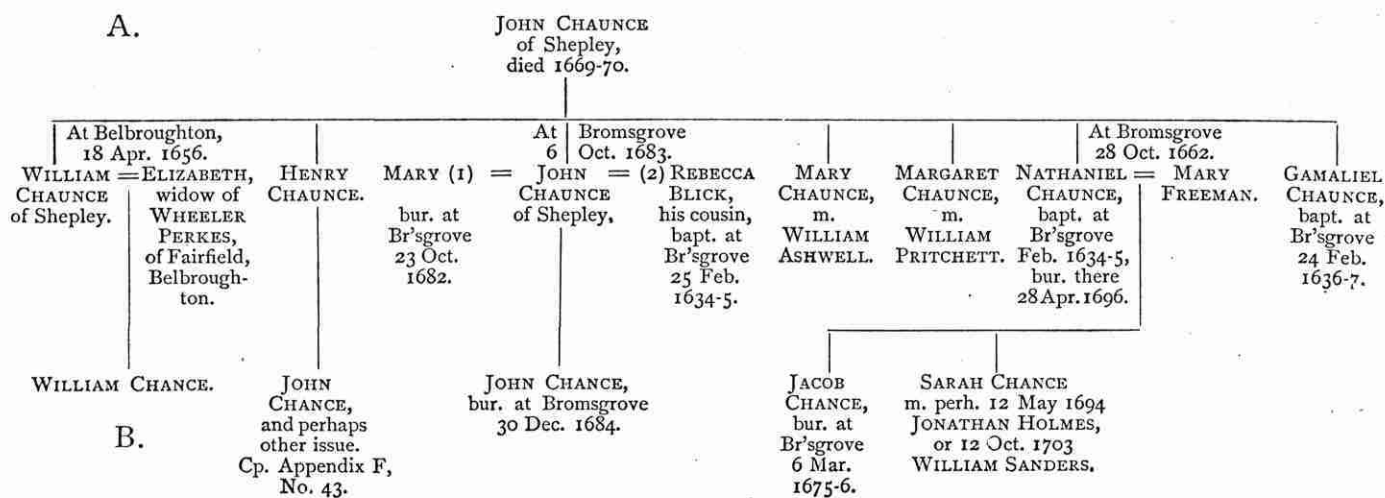 A.
JOHN CHAUNCE
of Shepley,
died 1669-70.
At Belbroughton,
18 Apr. 1656.
WILLIAM = ELIZABETH,
CHAUNCE widow of
of Shepley. WHEELER
PERKES,
of Fairfield,
Belbrough-
ton.
HENRY
CHAUNCE.
At Bromsgrove
6 Oct. 1683.
MARY (1) = JOHN = (2) REBECCA
bur. at
Br'sgrove
23 Oct.
1682.
CHAUNCE
of Shepley,
BLICK,
his cousin,
bapt. at
Br'sgrove
25 Feb.
1634-5.
MARY
CHAUNCE,
m.
WILLIAM
ASHWELL.
MARGARET
CHAUNCE,
m.
WILLIAM
PRITCHETT.
At Bromsgrove
28 Oct. 1662.
NATHANIEL = MARY
CHAUNCE, FREEMAN.
bapt. at
Br'sgrove
Feb. 1634-5,
bur. there
28 Apr. 1696.
GAMALIEL
CHAUNCE,
bapt. at
Br'sgrove
24 Feb.
1636-7.
B.
WILLIAM CHANCE.
JOHN
CHANCE,
and perhaps
other issue.
Cp. Appendix F,
No. 43.
JOHN CHANCE,
bur. at Bromsgrove
30 Dec. 1684.
JACOB
CHANCE,
bur. at
Br'sgrove
6 Mar.
1675-6.
SARAH CHANCE
m. perh. 12 May 1694
JONATHAN HOLMES,
or 12 Oct. 1703
WILLIAM SANDERS.